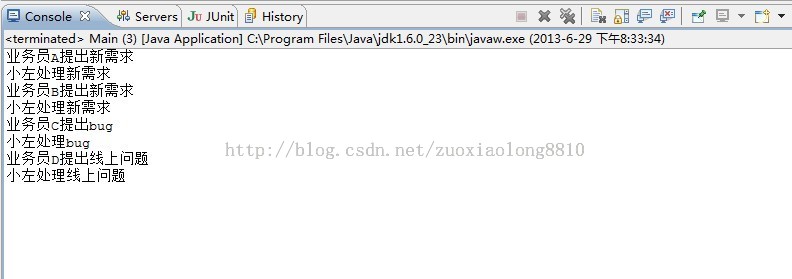 Console Servers JUnit History
<terminated> Main (3) [Java Application] C:\Program Files\Java\jdk1.6.0_23\bin\javaw.exe (2013-6-29 下午8:33:34)
业务员A提出新需求
小左处理新需求
业务员B提出新需求
小左处理新需求
业务员C提出bug
小左处理bug
业务员D提出线上问题
小左处理线上问题
http://blog.csdn.net/zuoxiaolong8810